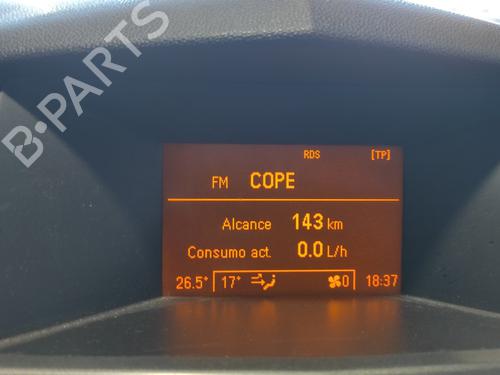 B-PARTS
RDS [TP]
FM COPE
Alcance 143 km
Consumo act. 0.0 L/h
26.5° 17° 0 18:37